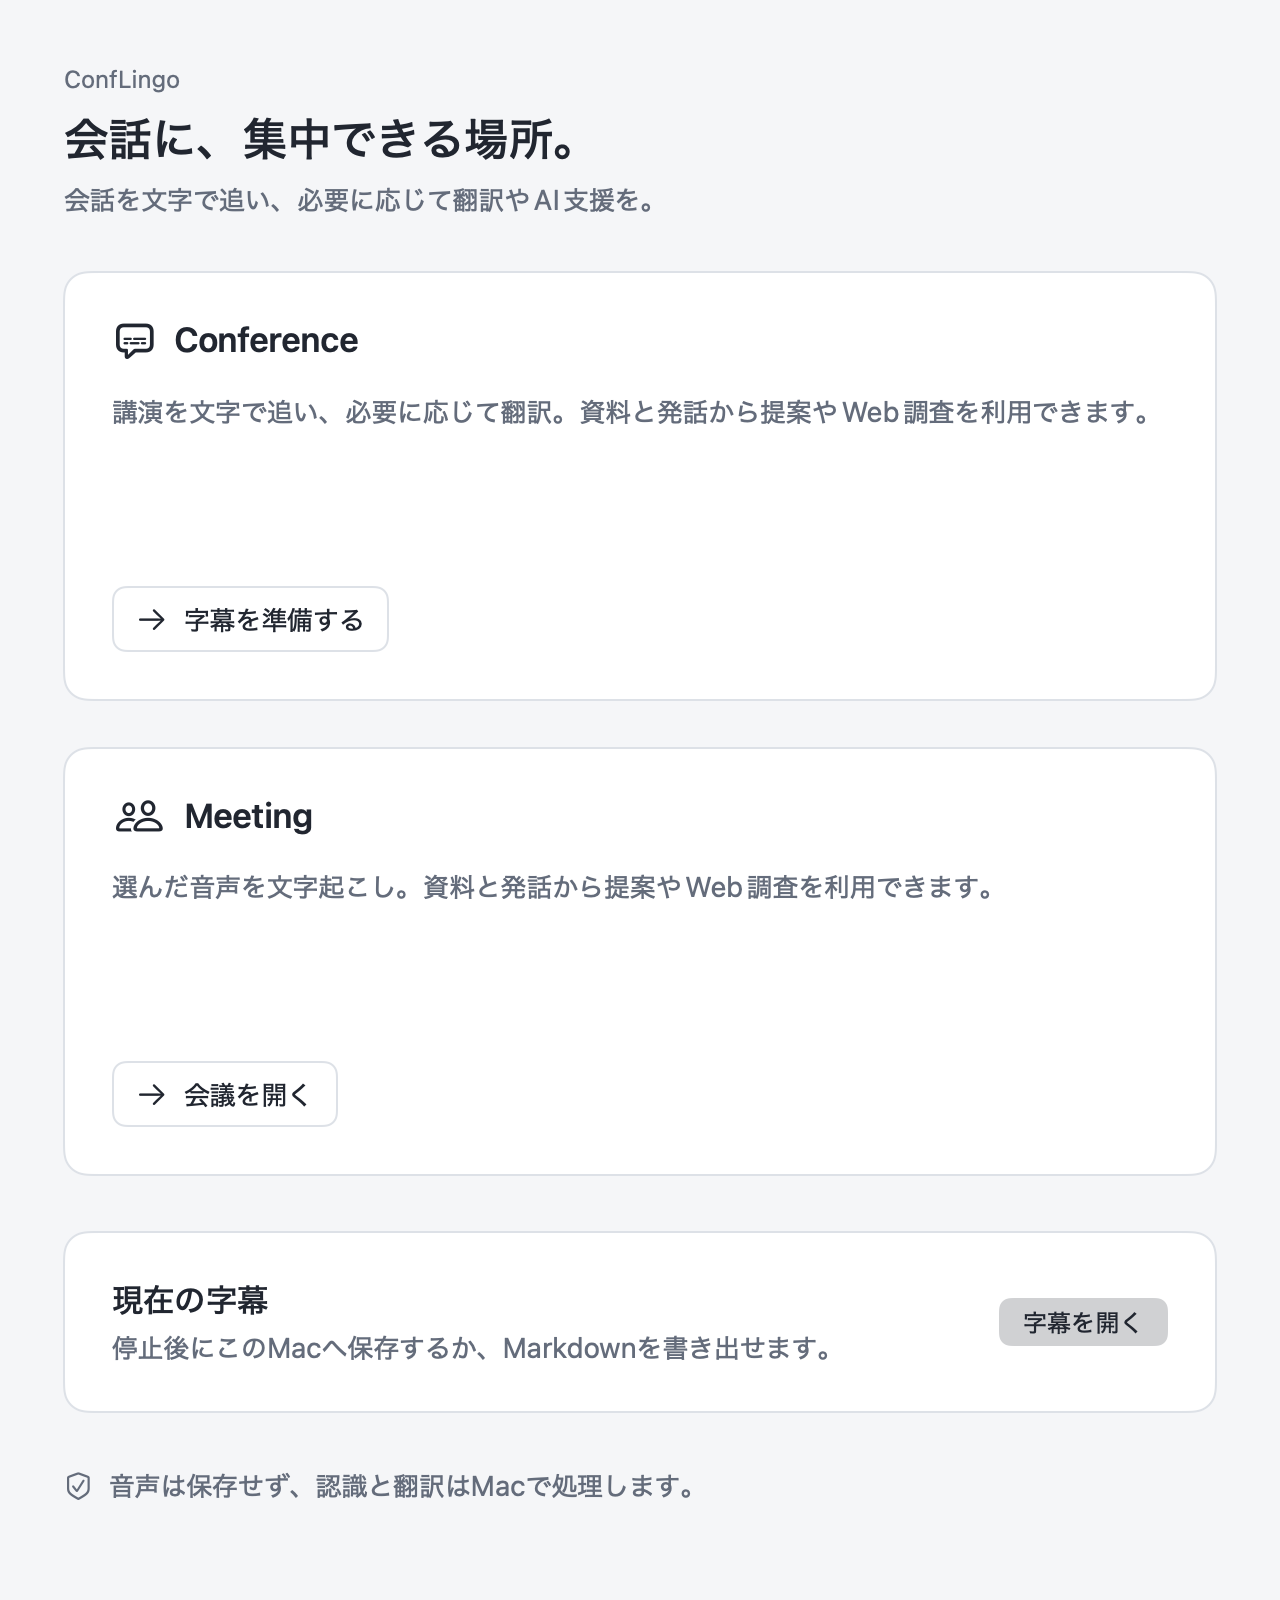 ConfLingo
会話に、集中できる場所。
会話を文字で追い、必要に応じて翻訳やAI支援を。
Conference
講演を文字で追い、必要に応じて翻訳。資料と発話から提案やWeb調査を利用できます。
字幕を準備する
Meeting
選んだ音声を文字起こし。資料と発話から提案やWeb調査を利用できます。
会議を開く
現在の字幕
停止後にこのMacへ保存するか、Markdownを書き出せます。
字幕を開く
音声は保存せず、認識と翻訳はMacで処理します。